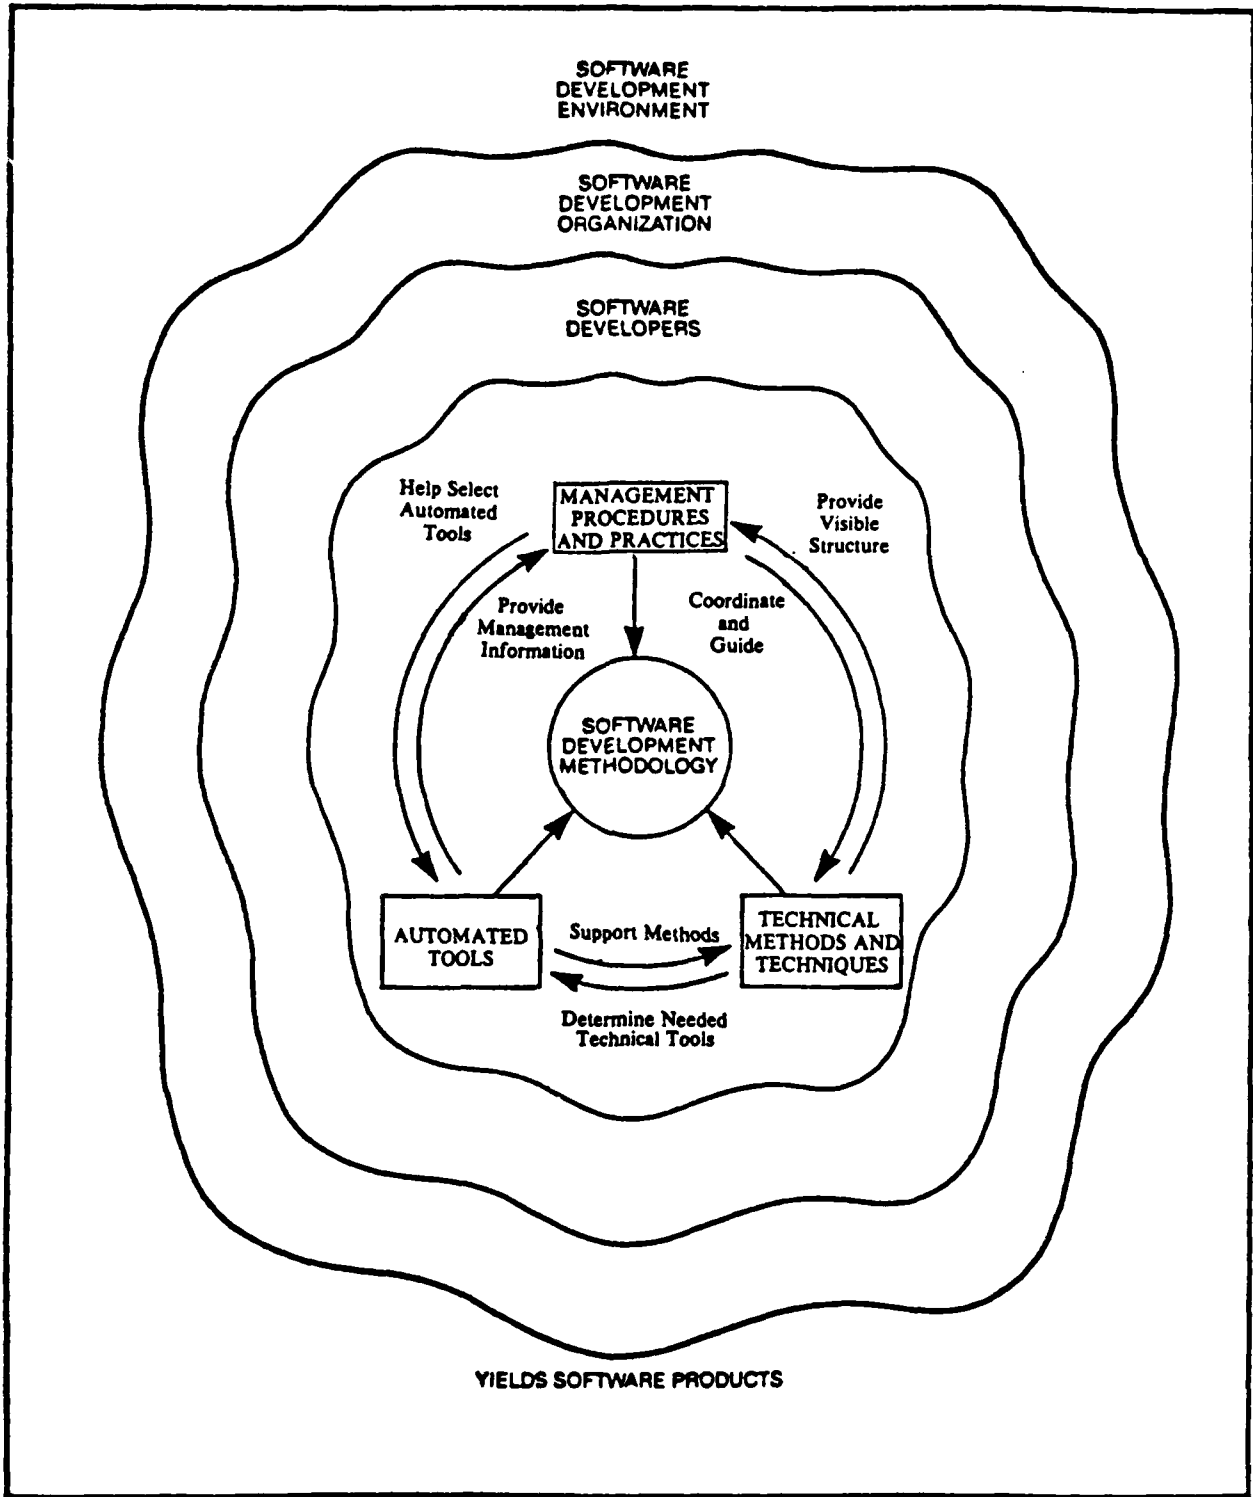 SOFTWARE
DEVELOPMENT
ENVIRONMENT
SOFTWARE
DEVELOPMENT
ORGANIZATION
SOFTWARE
DEVELOPERS
Help Select
Automated
Tools
MANAGEMENT
PROCEDURES
AND PRACTICES
Provide
Visible
Structure
Provide
Management
Information
Coordinate
and
Guide
SOFTWARE
DEVELOPMENT
METHODOLOGY
AUTOMATED
TOOLS
Support Methods
TECHNICAL
METHODS AND
TECHNIQUES
Determine Needed
Technical Tools
YIELDS SOFTWARE PRODUCTS